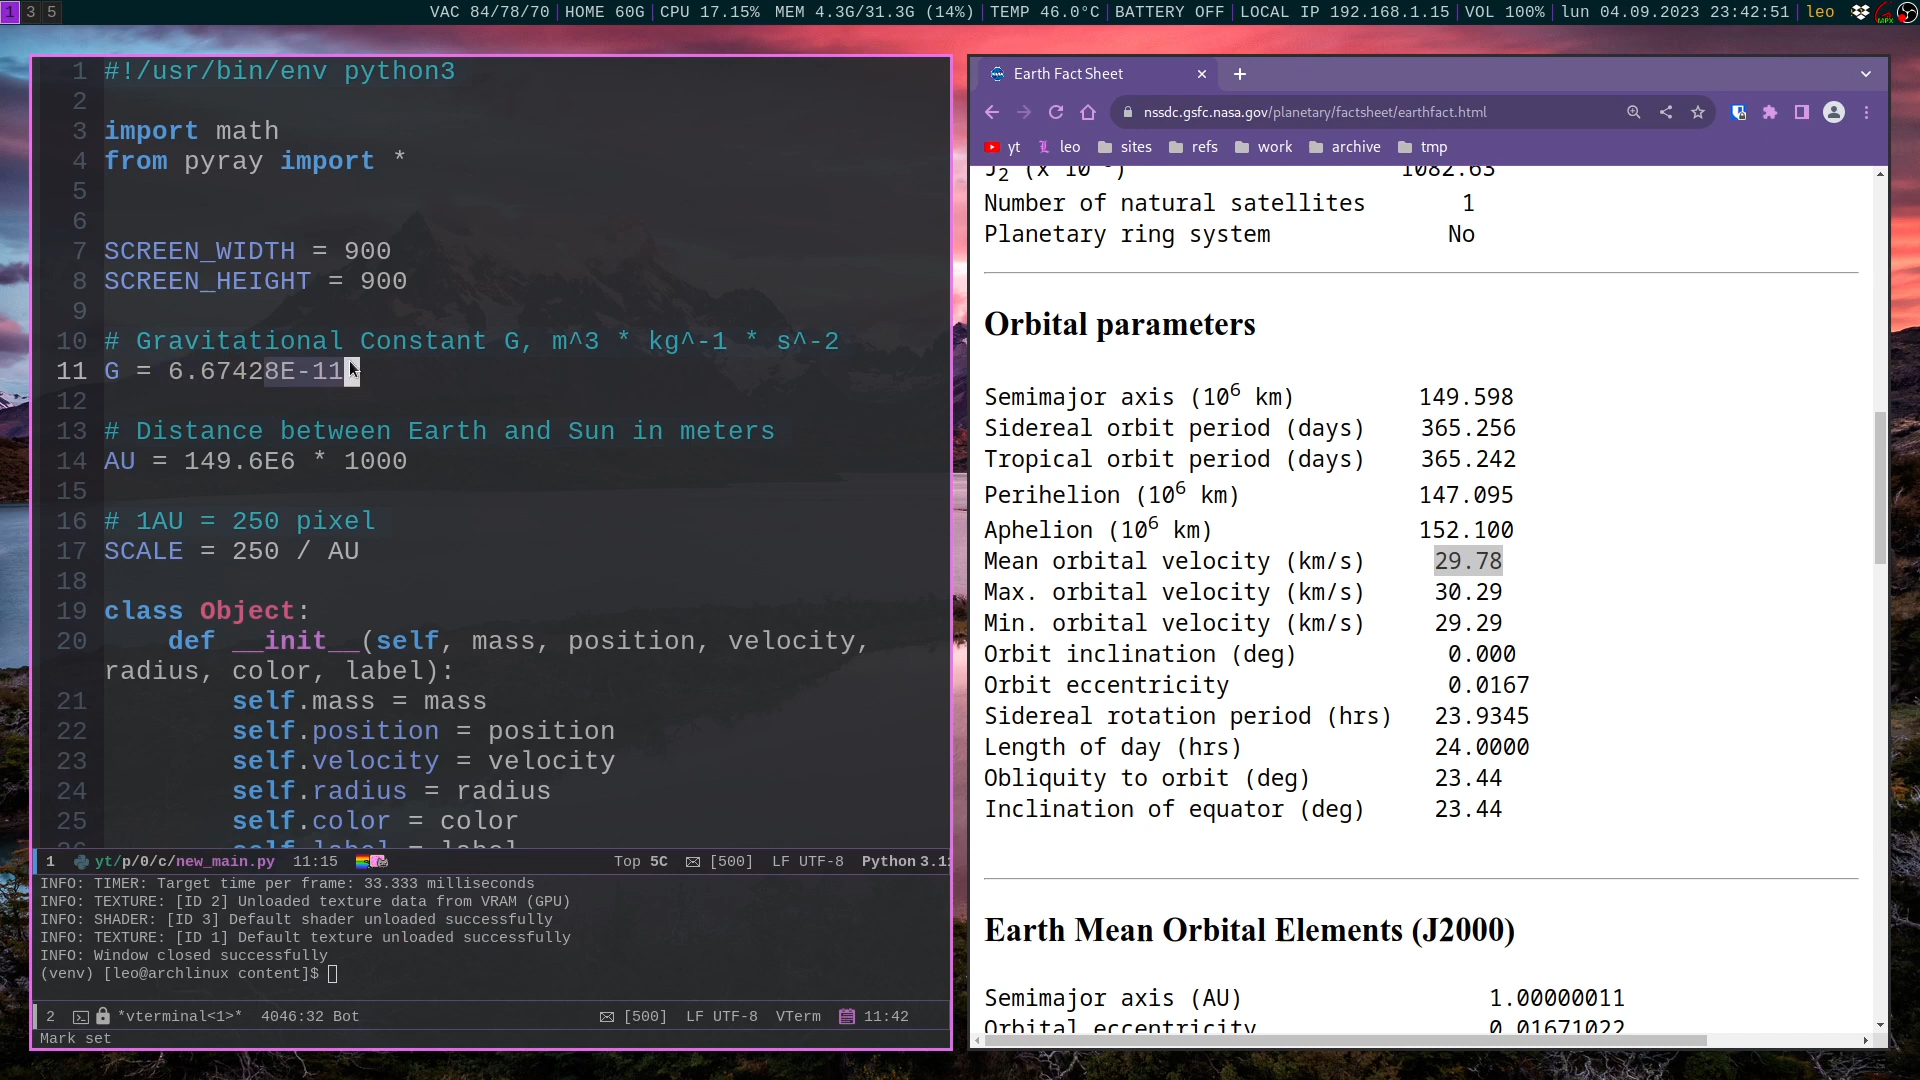 1 3 5 VAC 84/78/70 | HOME 60G | CPU 17.15% MEM 4.3G/31.3G (14%) | TEMP 46.0°C | BATTERY OFF | LOCAL IP 192.168.1.15 | VOL 100% | lun 04.09.2023 23:42:51 | leo
1 #!/usr/bin/env python3
2
3 import math
4 from pyray import *
5
6
7 SCREEN_WIDTH = 900
8 SCREEN_HEIGHT = 900
9
10 # Gravitational Constant G, m^3 * kg^-1 * s^-2
11 G = 6.67428E-11
12
13 # Distance between Earth and Sun in meters
14 AU = 149.6E6 * 1000
15
16 # 1AU = 250 pixel
17 SCALE = 250 / AU
18
19 class Object:
20     def __init__(self, mass, position, velocity,
radius, color, label):
21         self.mass = mass
22         self.position = position
23         self.velocity = velocity
24         self.radius = radius
25         self.color = color
26         self.label = label
1 yt/p/0/c/new_main.py 11:15 Top 5C [500] LF UTF-8 Python 3.1
INFO: TIMER: Target time per frame: 33.333 milliseconds
INFO: TEXTURE: [ID 2] Unloaded texture data from VRAM (GPU)
INFO: SHADER: [ID 3] Default shader unloaded successfully
INFO: TEXTURE: [ID 1] Default texture unloaded successfully
INFO: Window closed successfully
(venv) [leo@archlinux content]$
2 *vterminal<1>* 4046:32 Bot [500] LF UTF-8 VTerm 11:42
Mark set
Earth Fact Sheet
nssdc.gsfc.nasa.gov/planetary/factsheet/earthfact.html
yt leo sites refs work archive tmp
J2 (x 10-6) 1082.63
Number of natural satellites 1
Planetary ring system No
Orbital parameters
Semimajor axis (10⁶ km) 149.598
Sidereal orbit period (days) 365.256
Tropical orbit period (days) 365.242
Perihelion (10⁶ km) 147.095
Aphelion (10⁶ km) 152.100
Mean orbital velocity (km/s) 29.78
Max. orbital velocity (km/s) 30.29
Min. orbital velocity (km/s) 29.29
Orbit inclination (deg) 0.000
Orbit eccentricity 0.0167
Sidereal rotation period (hrs) 23.9345
Length of day (hrs) 24.0000
Obliquity to orbit (deg) 23.44
Inclination of equator (deg) 23.44
Earth Mean Orbital Elements (J2000)
Semimajor axis (AU) 1.00000011
Orbital eccentricity 0.01671022